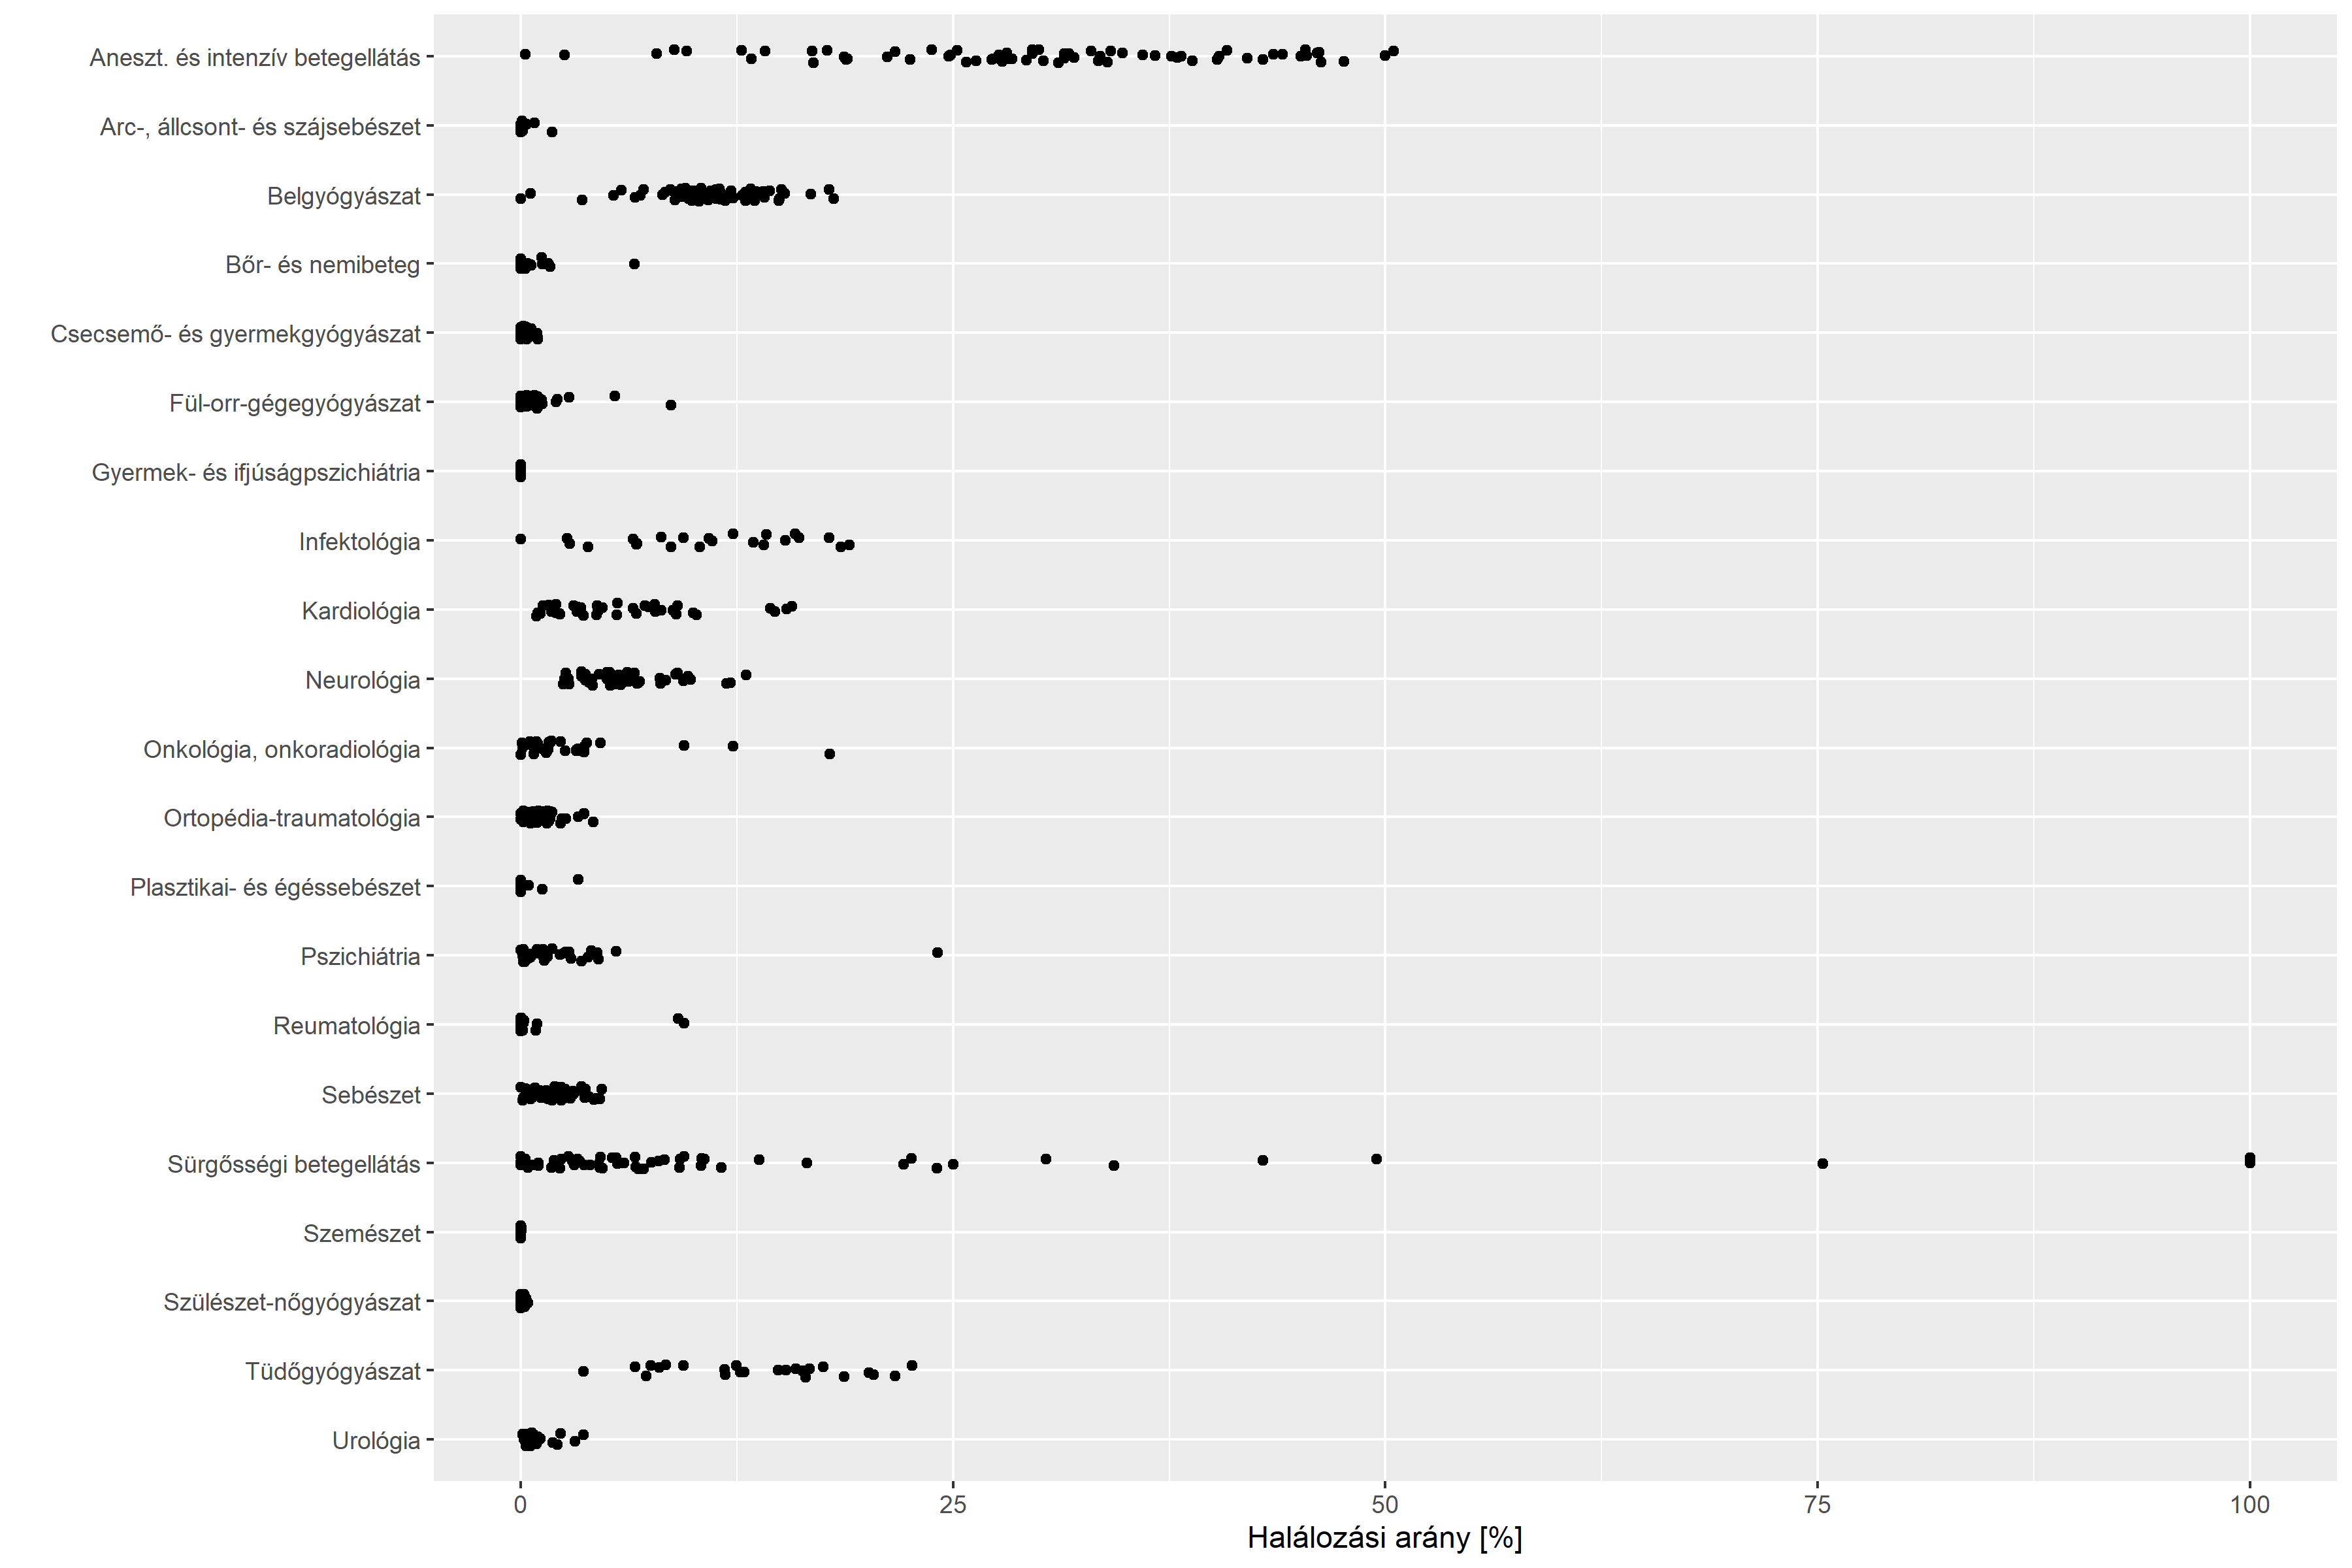 Aneszt. és intenzív betegellátás
Arc-, állcsont- és szájsebészet
Belgyógyászat
Bőr- és nemibeteg
Csecsemő- és gyermekgyógyászat
Fül-orr-gégegyógyászat
Gyermek- és ifjúságpszichiátria
Infektológia
Kardiológia
Neurológia
Onkológia, onkoradiológia
Ortopédia-traumatológia
Plasztikai- és égéssebészet
Pszichiátria
Reumatológia
Sebészet
Sürgősségi betegellátás
Szemészet
Szülészet-nőgyógyászat
Tüdőgyógyászat
Urológia
0 25 50 75 100
Halálozási arány [%]